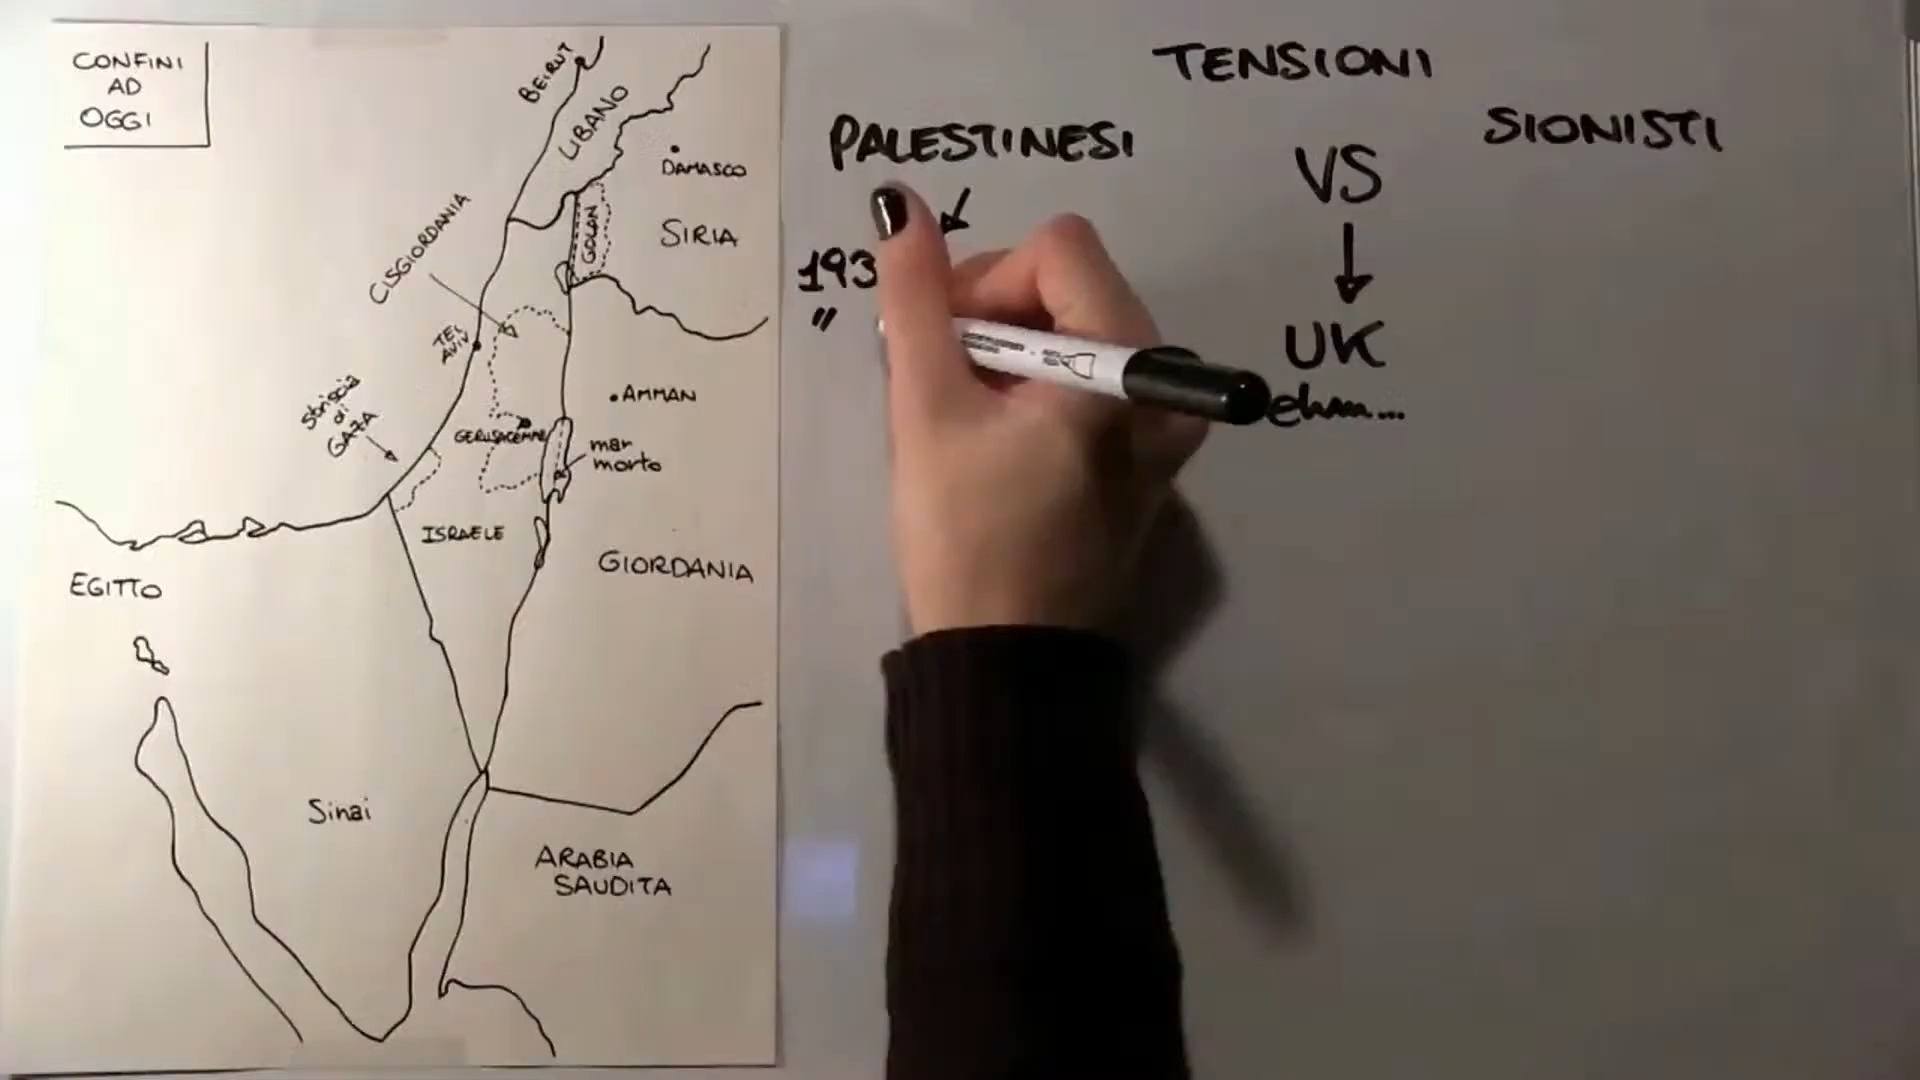 CONFINI
AD
OGGI
BEIRUT
LIBANO
DAMASCO
SIRIA
GOLAN
CISGIORDANIA
TEL
AVIV
striscia
di
GAZA
AMMAN
GERUSALEMME
mar
morto
ISRAELE
GIORDANIA
EGITTO
Sinai
ARABIA
SAUDITA
TENSIONI
PALESTINESI
VS
SIONISTI
193
"
UK
ehm...